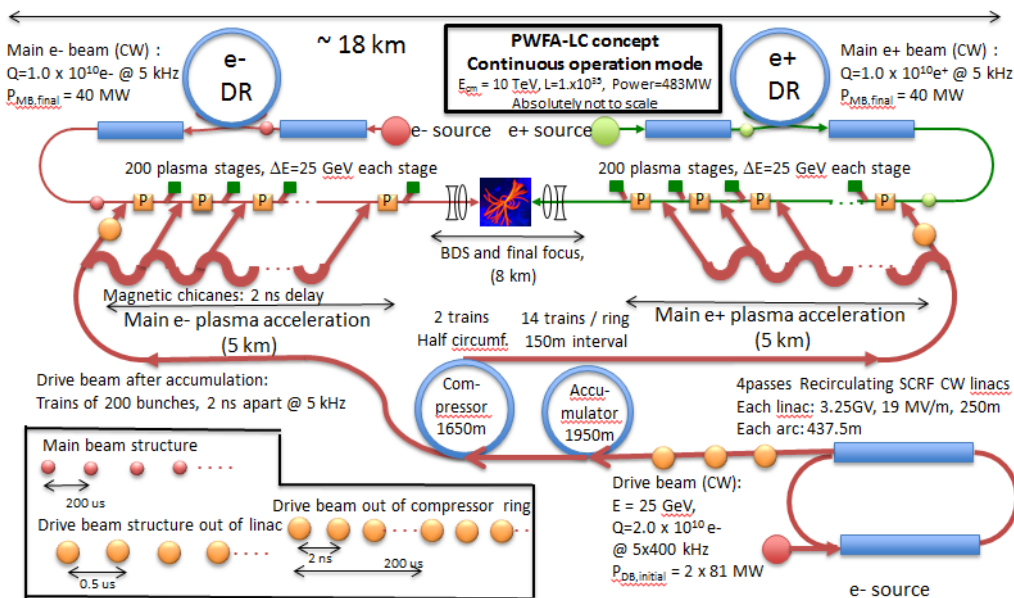 ~ 18 km
Main e- beam (CW) :
Q=1.0 x 10¹⁰e- @ 5 kHz
P_MB,final = 40 MW
e-
DR
PWFA-LC concept
Continuous operation mode
E_cm = 10 TeV, L=1.x10³⁵, Power=483MW
Absolutely not to scale
e+
DR
Main e+ beam (CW) :
Q=1.0 x 10¹⁰e⁺ @ 5 kHz
P_MB,final = 40 MW
e- source
e+ source
200 plasma stages, ΔE=25 GeV each stage
200 plasma stages, ΔE=25 GeV each stage
P
P
P
P
P
P
P
P
BDS and final focus,
(8 km)
Magnetic chicanes: 2 ns delay
Main e- plasma acceleration
(5 km)
Main e+ plasma acceleration
(5 km)
2 trains
Half circumf.
14 trains / ring
150m interval
Drive beam after accumulation:
Trains of 200 bunches, 2 ns apart @ 5 kHz
Com-
pressor
1650m
Accu-
mulator
1950m
4passes Recirculating SCRF CW linacs
Each linac: 3.25GV, 19 MV/m, 250m
Each arc: 437.5m
Main beam structure
200 us
Drive beam structure out of linac
0.5 us
Drive beam out of compressor ring
2 ns
200 us
Drive beam (CW):
E = 25 GeV,
Q=2.0 x 10¹⁰ e-
@ 5x400 kHz
P_DB,initial = 2 x 81 MW
e- source